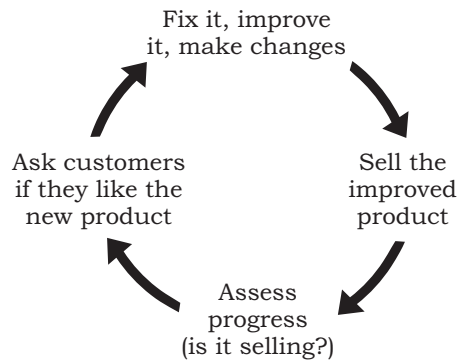 Fix it, improve
it, make changes
Sell the
improved
product
Assess
progress
(is it selling?)
Ask customers
if they like the
new product